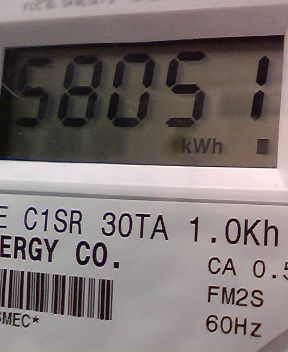 58051
kWh
E C1SR 30TA 1.0Kh
ERGY CO.
CA 0.5
FM2S
60Hz
SMEC*